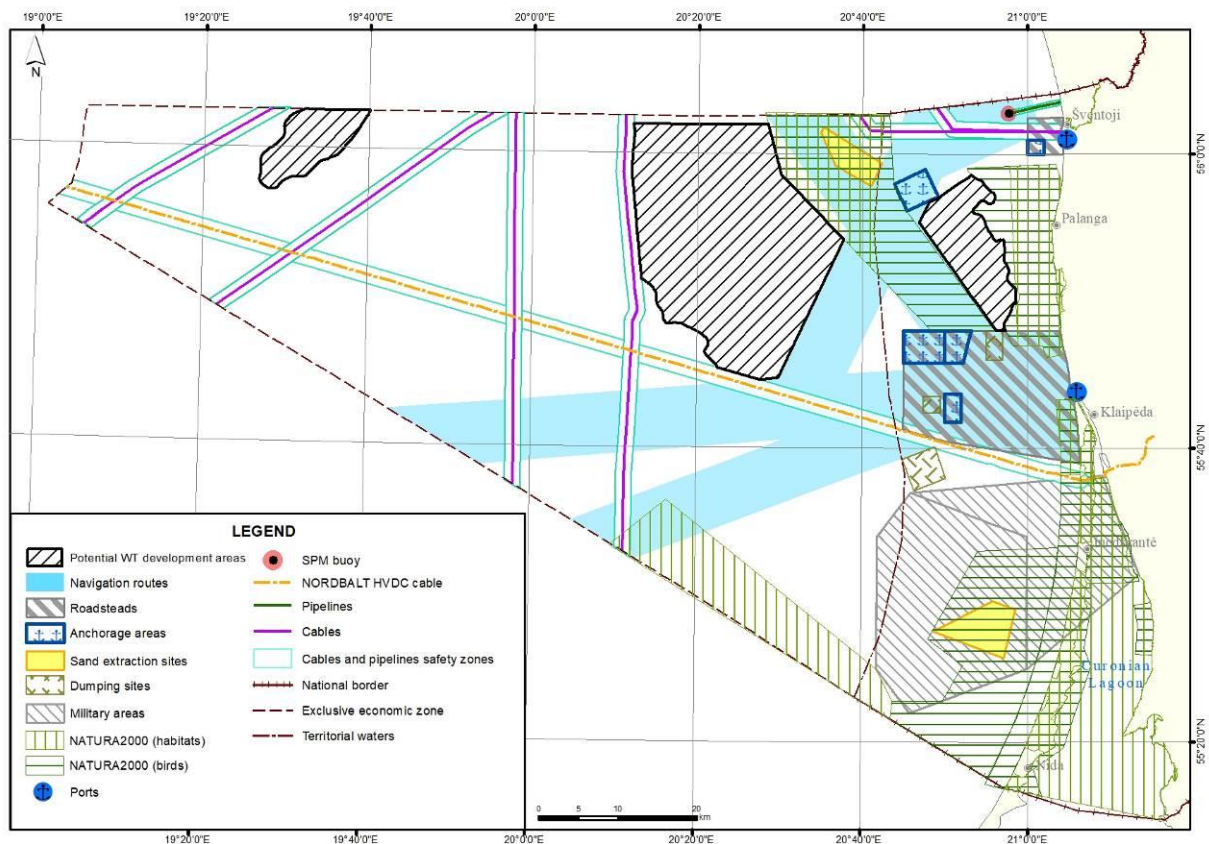 19°0'0"E
19°20'0"E
19°40'0"E
20°0'0"E
20°20'0"E
20°40'0"E
21°0'0"E
N
Šventoji
56°0'0"N
Palanga
Klaipėda
55°40'0"N
Curonian
Lagoon
55°20'0"N
Nida
LEGEND
Potential WT development areas
Navigation routes
Roadsteads
Anchorage areas
Sand extraction sites
Dumping sites
Military areas
NATURA2000 (habitats)
NATURA2000 (birds)
Ports
SPM buoy
NORDBALT HVDC cable
Pipelines
Cables
Cables and pipelines safety zones
National border
Exclusive economic zone
Territorial waters
0 5 10 20
km
19°20'0"E
19°40'0"E
20°0'0"E
20°20'0"E
20°40'0"E
21°0'0"E